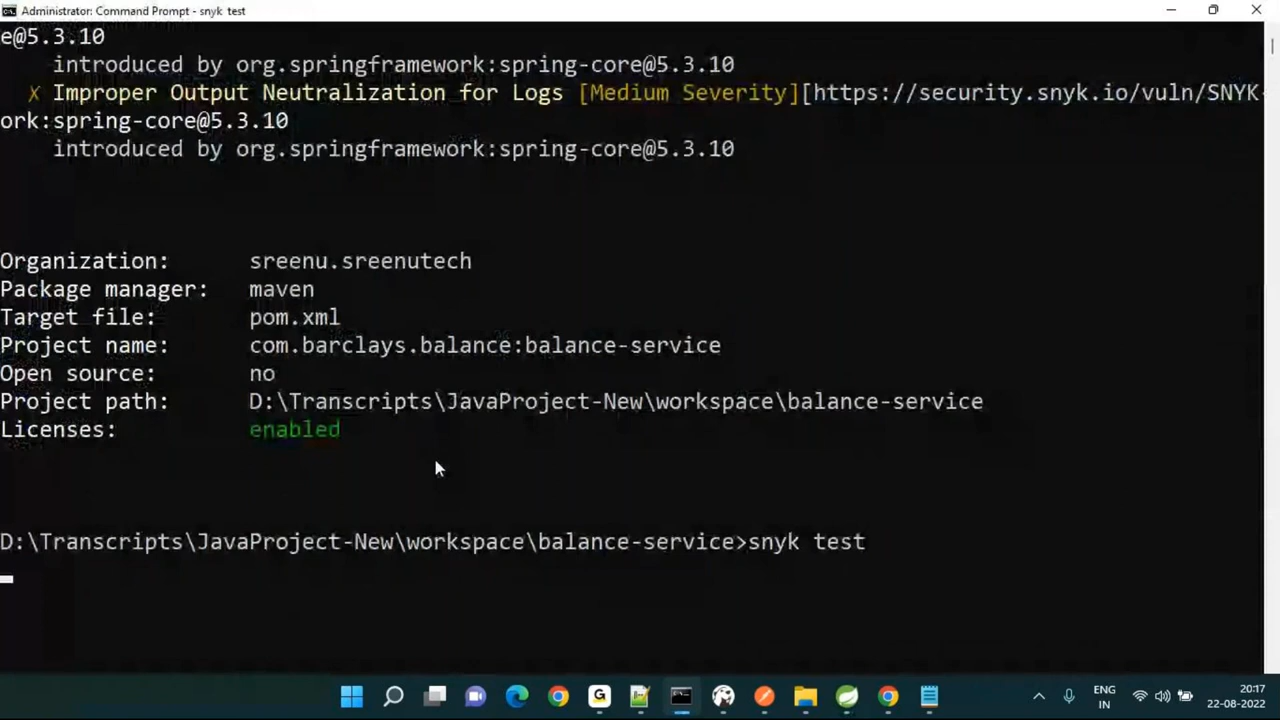 Administrator: Command Prompt - snyk test
e@5.3.10
introduced by org.springframework:spring-core@5.3.10
✗ Improper Output Neutralization for Logs [Medium Severity][https://security.snyk.io/vuln/SNYK-
ork:spring-core@5.3.10
introduced by org.springframework:spring-core@5.3.10
Organization: sreenu.sreenutech
Package manager: maven
Target file: pom.xml
Project name: com.barclays.balance:balance-service
Open source: no
Project path: D:\Transcripts\JavaProject-New\workspace\balance-service
Licenses: enabled
D:\Transcripts\JavaProject-New\workspace\balance-service>snyk test
G
ENG
IN
20:17
22-08-2022